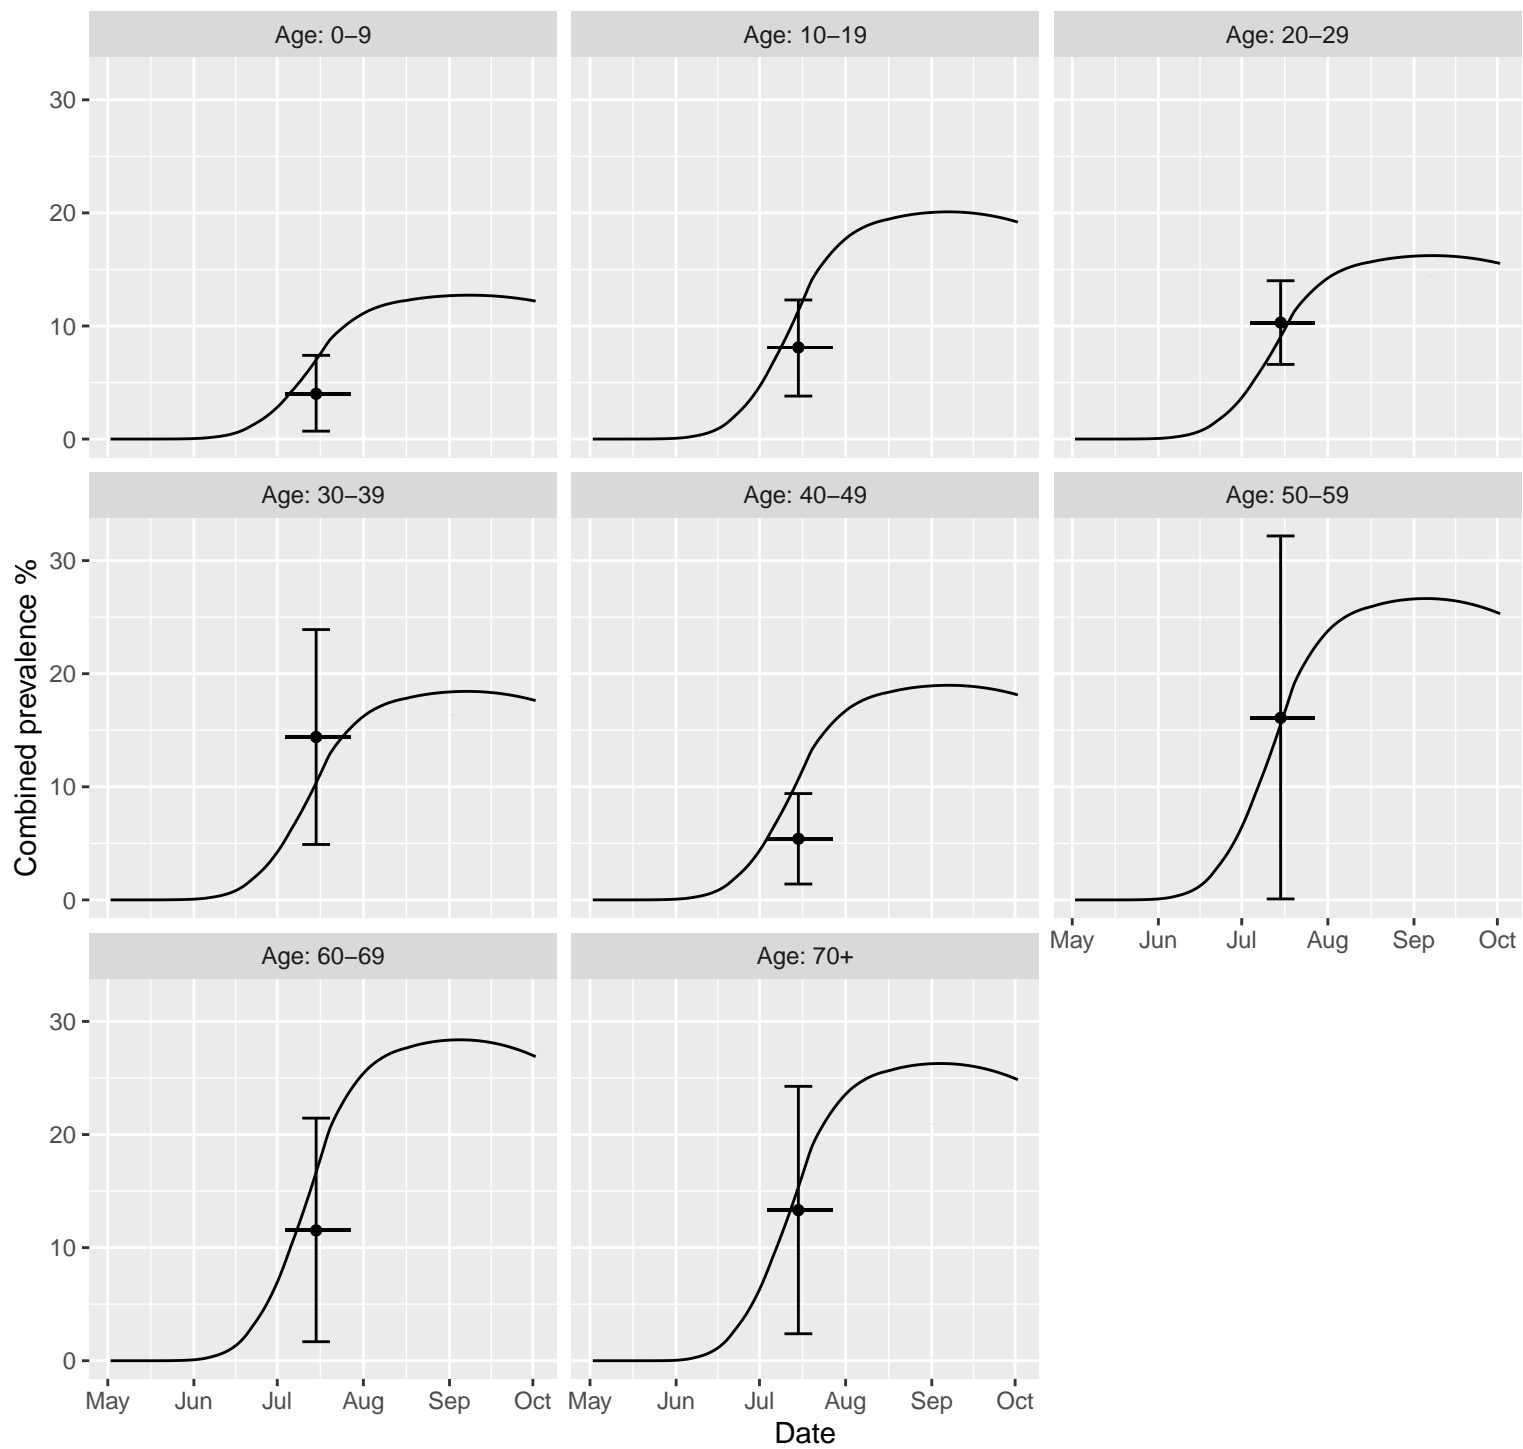 Age: 0–9
Age: 10–19
Age: 20–29
30
20
10
0
Age: 30–39
Age: 40–49
Age: 50–59
Combined prevalence %
30
20
10
0
May Jun Jul Aug Sep Oct
Age: 60–69
Age: 70+
30
20
10
0
May Jun Jul Aug Sep Oct
May Jun Jul Aug Sep Oct
Date